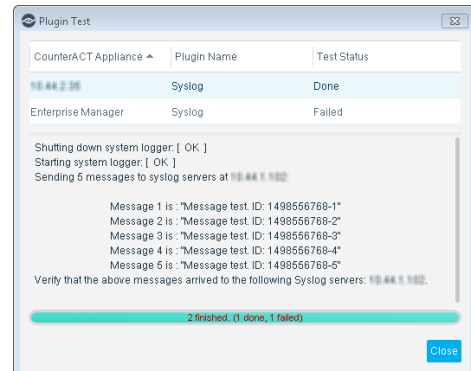 Plugin Test
CounterACT Appliance Plugin Name Test Status
Syslog Done
Enterprise Manager Syslog Failed
Shutting down system logger: [ OK ]
Starting system logger: [ OK ]
Sending 5 messages to syslog servers at
Message 1 is : "Message test. ID: 1498556768-1"
Message 2 is : "Message test. ID: 1498556768-2"
Message 3 is : "Message test. ID: 1498556768-3"
Message 4 is : "Message test. ID: 1498556768-4"
Message 5 is : "Message test. ID: 1498556768-5"
Verify that the above messages arrived to the following Syslog servers:
2 finished. (1 done, 1 failed)
Close